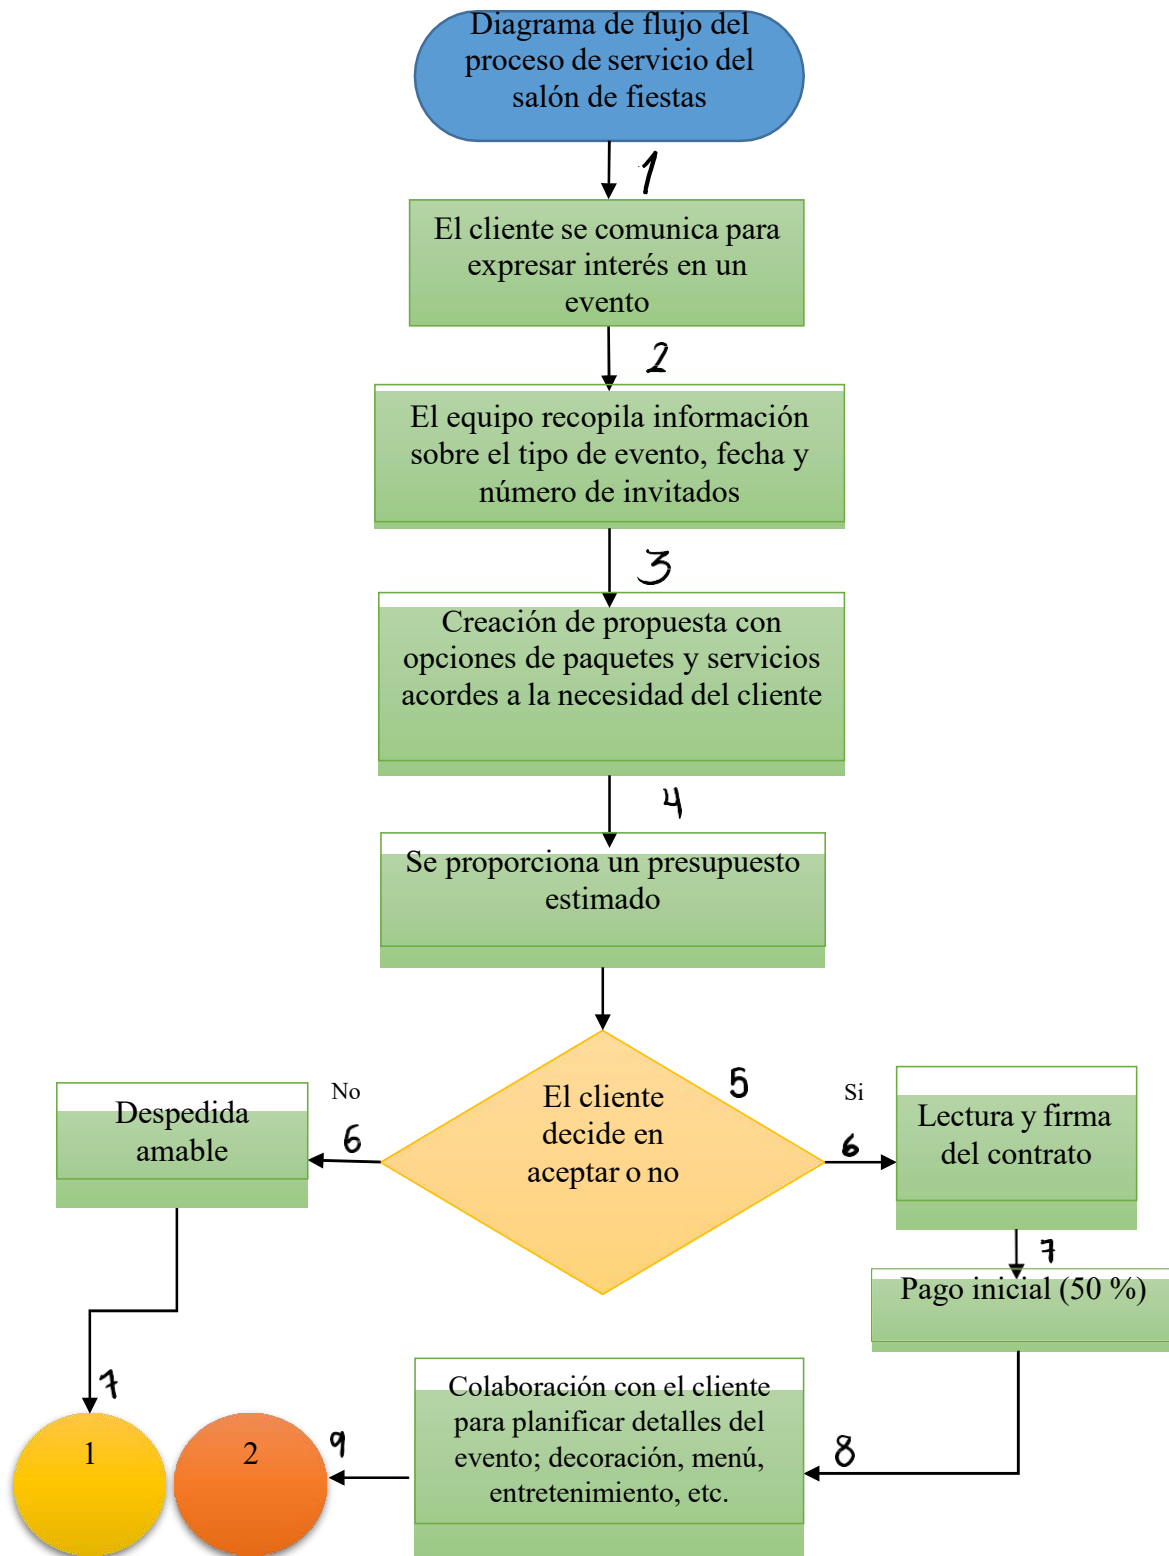 Diagrama de flujo del
proceso de servicio del
salón de fiestas
1
El cliente se comunica para
expresar interés en un
evento
2
El equipo recopila información
sobre el tipo de evento, fecha y
número de invitados
3
Creación de propuesta con
opciones de paquetes y servicios
acordes a la necesidad del cliente
4
Se proporciona un presupuesto
estimado
5
El cliente
decide en
aceptar o no
No
6
Despedida
amable
7
1
Si
6
Lectura y firma
del contrato
7
Pago inicial (50 %)
8
Colaboración con el cliente
para planificar detalles del
evento; decoración, menú,
entretenimiento, etc.
9
2